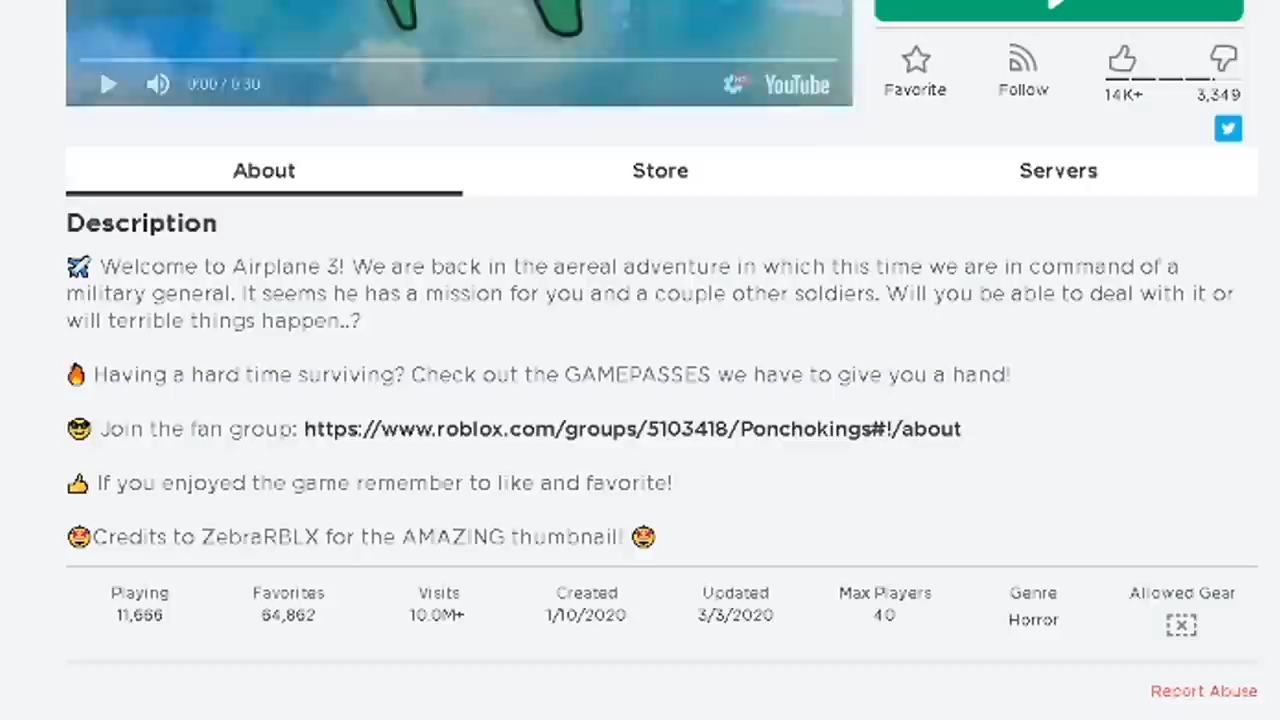 0:00 / 0:30
YouTube
Favorite
Follow
14K+
3,349
About
Store
Servers
Description
✈️ Welcome to Airplane 3! We are back in the aereal adventure in which this time we are in command of a
military general. It seems he has a mission for you and a couple other soldiers. Will you be able to deal with it or
will terrible things happen..?
🔥 Having a hard time surviving? Check out the GAMEPASSES we have to give you a hand!
😎 Join the fan group: https://www.roblox.com/groups/5103418/Ponchokings#!/about
👍 If you enjoyed the game remember to like and favorite!
🤩Credits to ZebraRBLX for the AMAZING thumbnail! 🤩
Playing
Favorites
Visits
Created
Updated
Max Players
Genre
Allowed Gear
11,666
64,862
10.0M+
1/10/2020
3/3/2020
40
Horror
Report Abuse